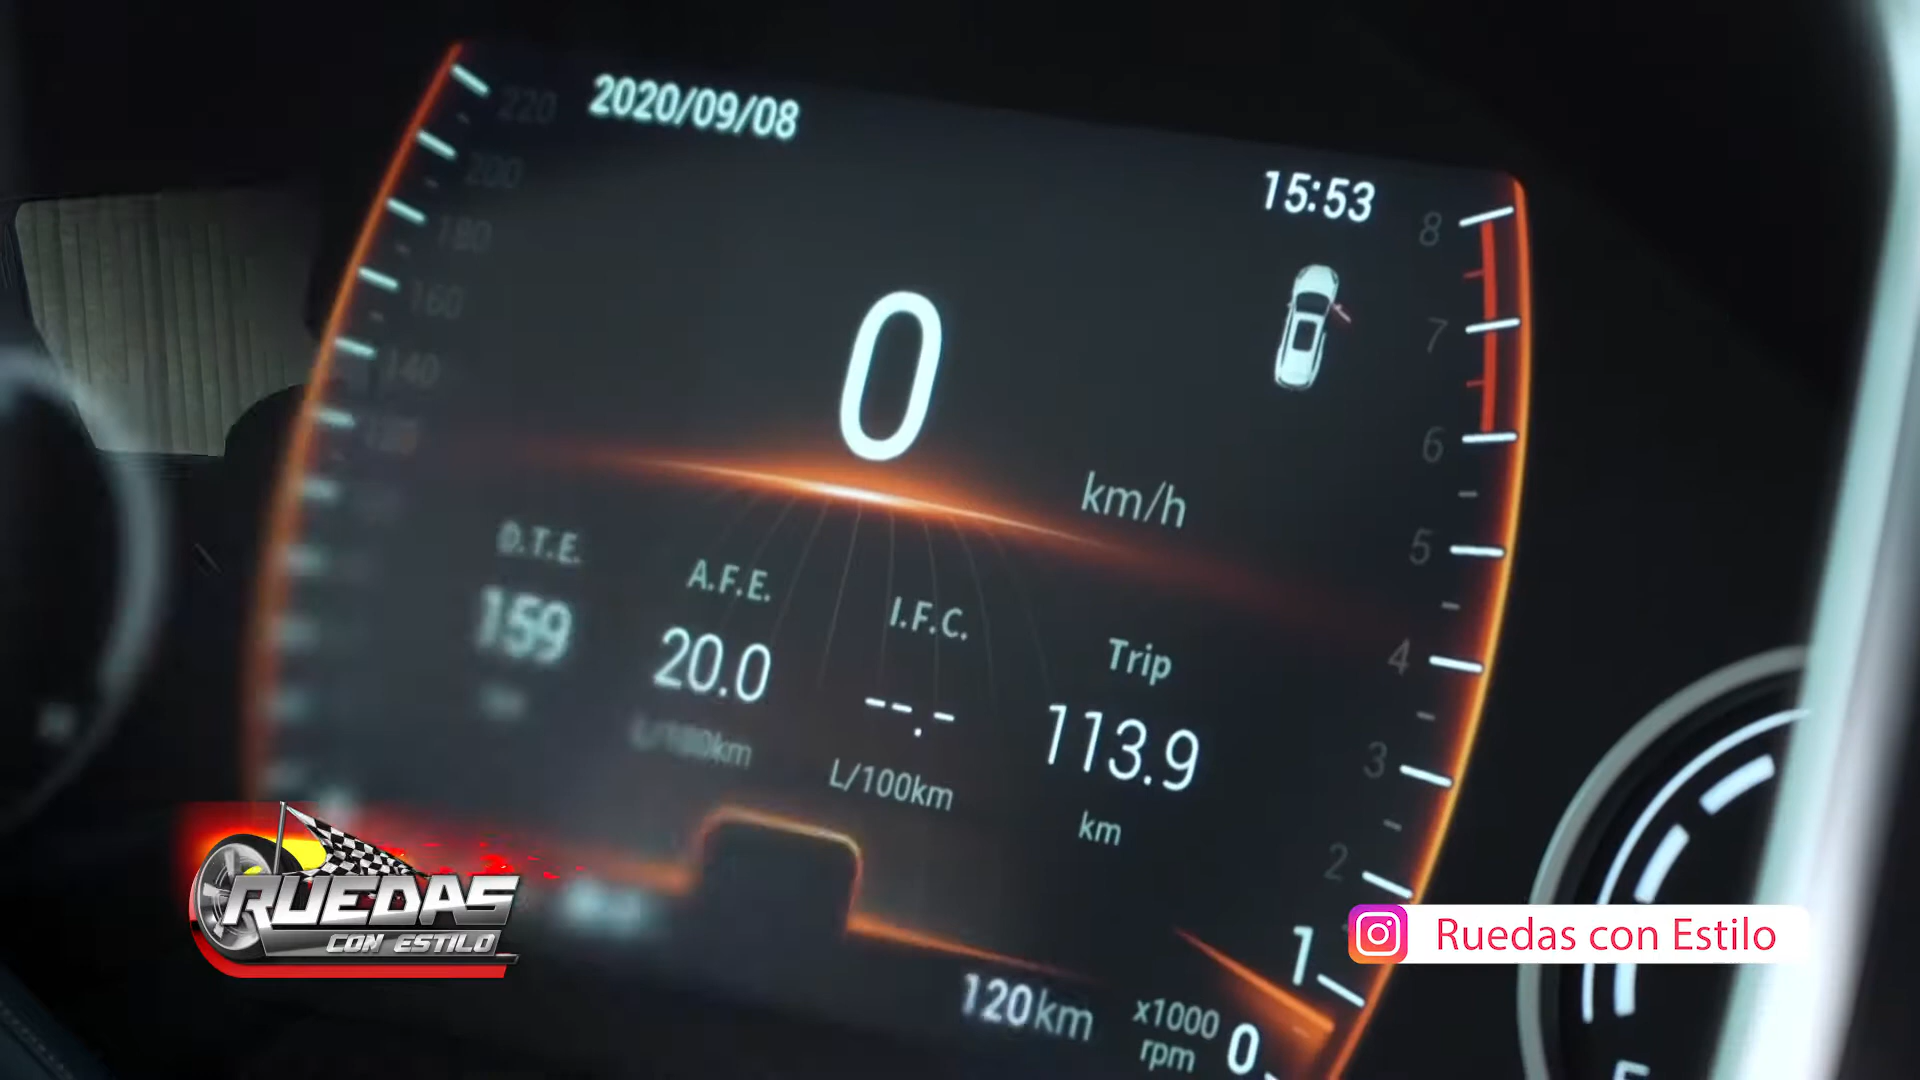 2020/09/08
15:53
220
200
180
160
140
120
0
km/h
8
7
6
5
4
3
2
1
0
D.T.E.
159
A.F.E.
20.0
L/100km
I.F.C.
--.-
L/100km
Trip
113.9
km
120km
x1000
rpm
RUEDAS
CON ESTILO
Ruedas con Estilo